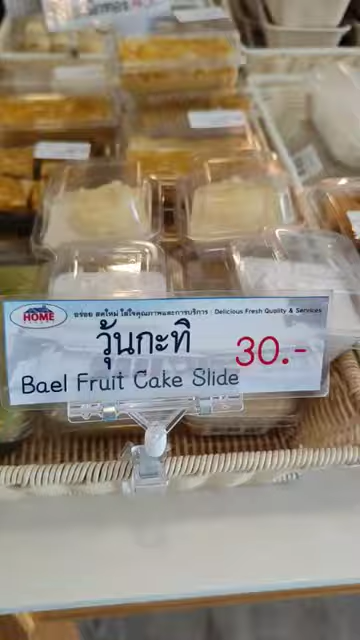 HOME
อร่อย สดใหม่ ใส่ใจคุณภาพและการบริการ : Delicious Fresh Quality & Services
วุ้นกะทิ
30.-
Bael Fruit Cake Slide